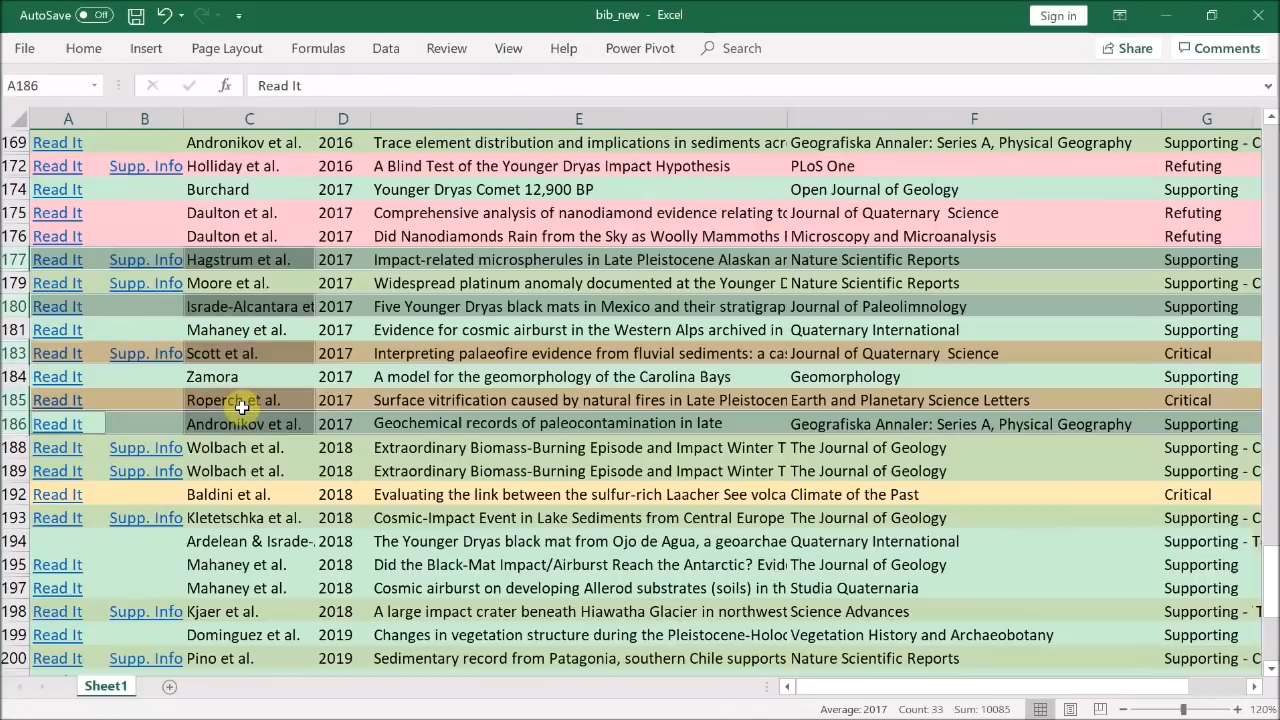 AutoSave Off bib_new - Excel Sign in
File Home Insert Page Layout Formulas Data Review View Help Power Pivot Search Share Comments
A186 fx Read It
A B C D E F G
169 Read It Andronikov et al. 2016 Trace element distribution and implications in sediments acr Geografiska Annaler: Series A, Physical Geography Supporting - C
172 Read It Supp. Info Holliday et al. 2016 A Blind Test of the Younger Dryas Impact Hypothesis PLoS One Refuting
174 Read It Burchard 2017 Younger Dryas Comet 12,900 BP Open Journal of Geology Supporting
175 Read It Daulton et al. 2017 Comprehensive analysis of nanodiamond evidence relating to Journal of Quaternary Science Refuting
176 Read It Daulton et al. 2017 Did Nanodiamonds Rain from the Sky as Woolly Mammoths Microscopy and Microanalysis Refuting
177 Read It Supp. Info Hagstrum et al. 2017 Impact-related microspherules in Late Pleistocene Alaskan an Nature Scientific Reports Supporting
179 Read It Supp. Info Moore et al. 2017 Widespread platinum anomaly documented at the Younger D Nature Scientific Reports Supporting - C
180 Read It Israde-Alcantara et 2017 Five Younger Dryas black mats in Mexico and their stratigrap Journal of Paleolimnology Supporting
181 Read It Mahaney et al. 2017 Evidence for cosmic airburst in the Western Alps archived in Quaternary International Supporting
183 Read It Supp. Info Scott et al. 2017 Interpreting palaeofire evidence from fluvial sediments: a cas Journal of Quaternary Science Critical
184 Read It Zamora 2017 A model for the geomorphology of the Carolina Bays Geomorphology Supporting
185 Read It Roperch et al. 2017 Surface vitrification caused by natural fires in Late Pleistocen Earth and Planetary Science Letters Critical
186 Read It Andronikov et al. 2017 Geochemical records of paleocontamination in late Geografiska Annaler: Series A, Physical Geography Supporting
188 Read It Supp. Info Wolbach et al. 2018 Extraordinary Biomass-Burning Episode and Impact Winter T The Journal of Geology Supporting - C
189 Read It Supp. Info Wolbach et al. 2018 Extraordinary Biomass-Burning Episode and Impact Winter T The Journal of Geology Supporting - C
192 Read It Baldini et al. 2018 Evaluating the link between the sulfur-rich Laacher See volca Climate of the Past Critical
193 Read It Supp. Info Kletetschka et al. 2018 Cosmic-Impact Event in Lake Sediments from Central Europe The Journal of Geology Supporting - C
194 Ardelean & Israde-. 2018 The Younger Dryas black mat from Ojo de Agua, a geoarchae Quaternary International Supporting - T
195 Read It Mahaney et al. 2018 Did the Black-Mat Impact/Airburst Reach the Antarctic? Evid The Journal of Geology Supporting
197 Read It Mahaney et al. 2018 Cosmic airburst on developing Allerod substrates (soils) in th Studia Quaternaria Supporting
198 Read It Supp. Info Kjaer et al. 2018 A large impact crater beneath Hiawatha Glacier in northwest Science Advances Supporting - T
199 Read It Dominguez et al. 2019 Changes in vegetation structure during the Pleistocene-Holoc Vegetation History and Archaeobotany Supporting
200 Read It Supp. Info Pino et al. 2019 Sedimentary record from Patagonia, southern Chile supports Nature Scientific Reports Supporting
Sheet1
Average: 2017 Count: 33 Sum: 10085 120%